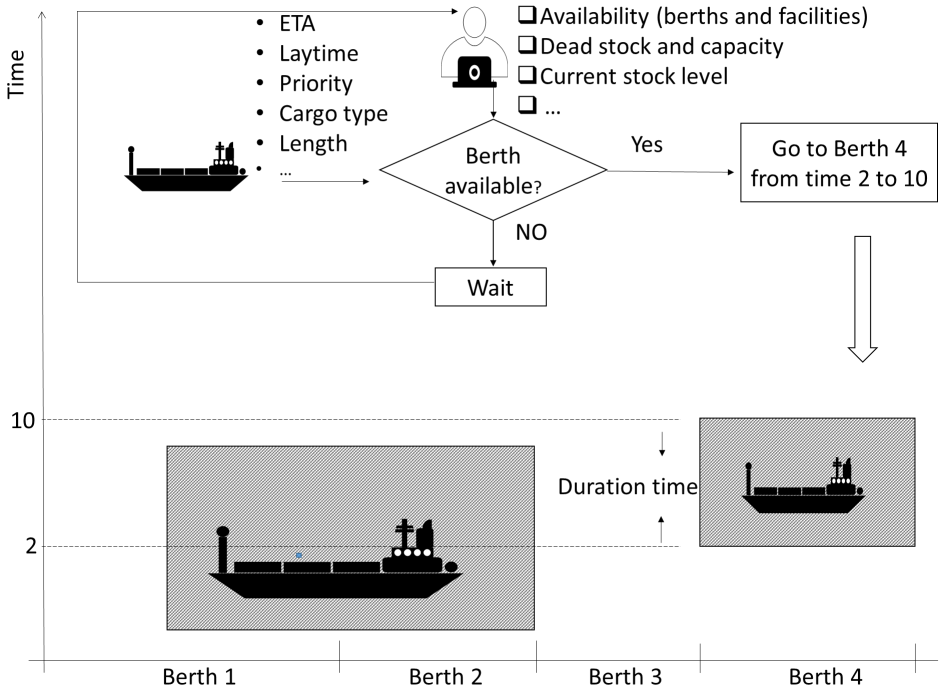 Time
• ETA
• Laytime
• Priority
• Cargo type
• Length
• ...
❑ Availability (berths and facilities)
❑ Dead stock and capacity
❑ Current stock level
❑ ...
Berth
available?
Yes
Go to Berth 4
from time 2 to 10
NO
Wait
10
Duration time
2
Berth 1
Berth 2
Berth 3
Berth 4